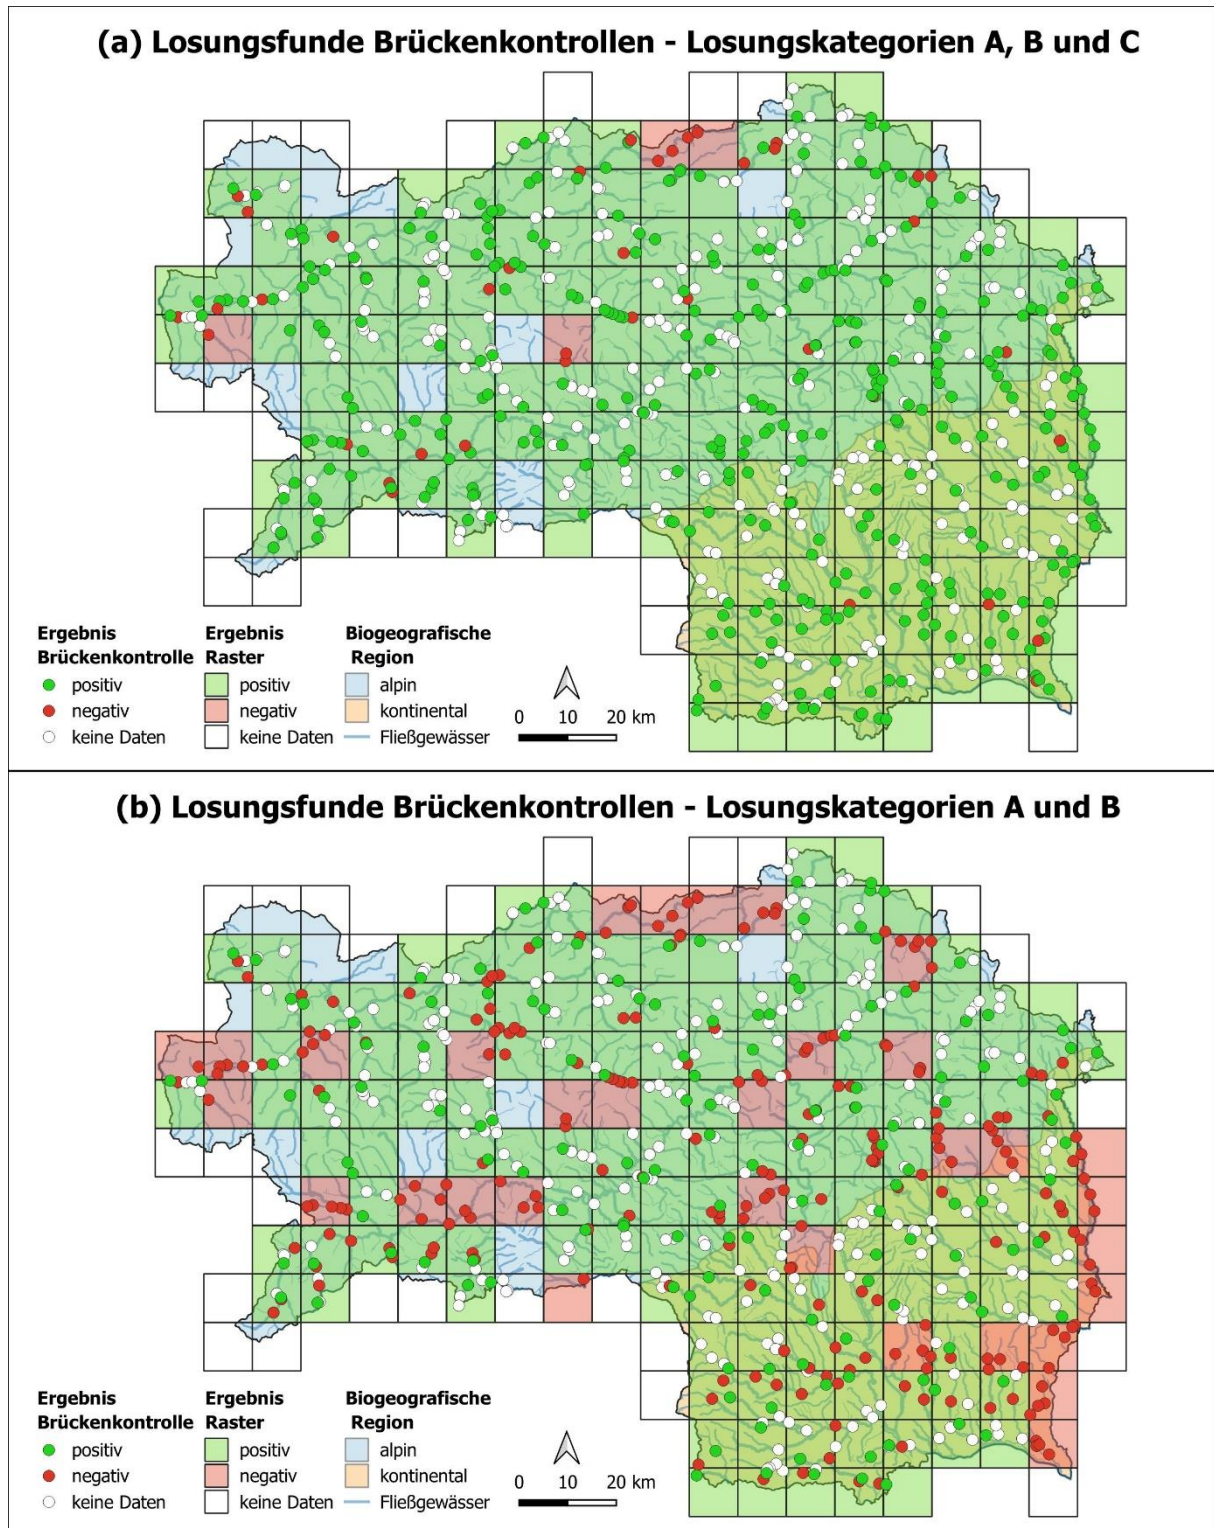 (a) Losungsfunde Brückenkontrollen - Losungskategorien A, B und C
Ergebnis Brückenkontrolle
positiv
negativ
keine Daten
Ergebnis Raster
positiv
negativ
keine Daten
Biogeografische Region
alpin
kontinental
Fließgewässer
0 10 20 km
(b) Losungsfunde Brückenkontrollen - Losungskategorien A und B
Ergebnis Brückenkontrolle
positiv
negativ
keine Daten
Ergebnis Raster
positiv
negativ
keine Daten
Biogeografische Region
alpin
kontinental
Fließgewässer
0 10 20 km